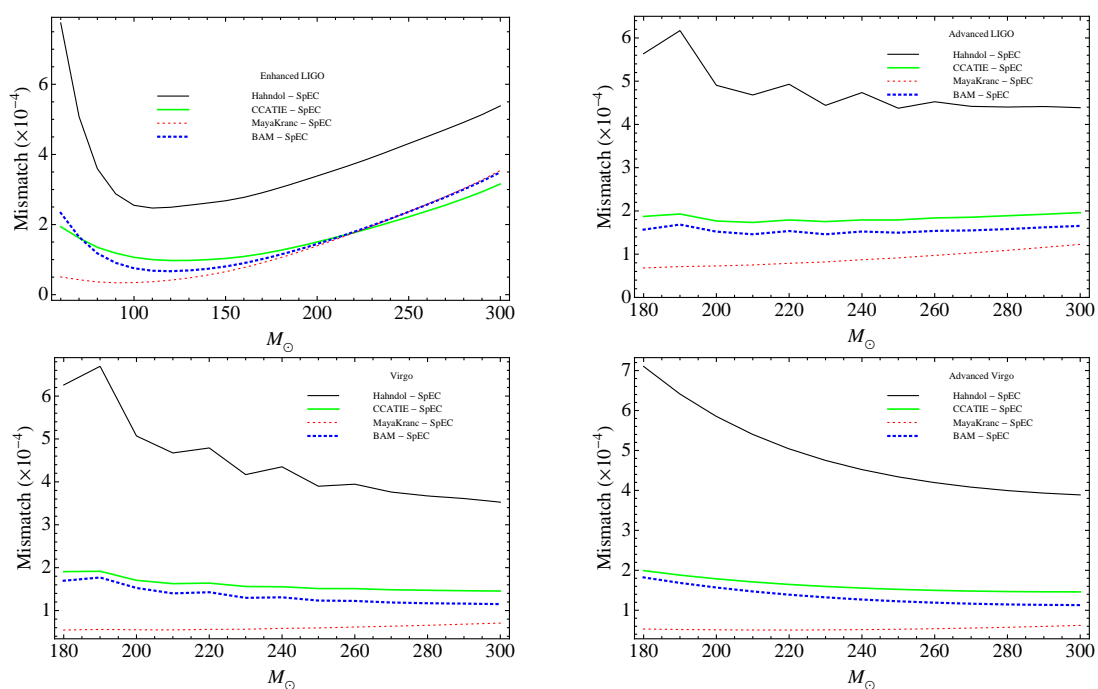 Enhanced LIGO
Hahndol – SpEC
CCATIE – SpEC
MayaKranc – SpEC
BAM – SpEC
Mismatch (×10⁻⁴)
6
4
2
0
100
150
200
250
300
M⊙
Advanced LIGO
Hahndol – SpEC
CCATIE – SpEC
MayaKranc – SpEC
BAM – SpEC
Mismatch (×10⁻⁴)
6
5
4
3
2
1
0
180
200
220
240
260
280
300
M⊙
Virgo
Hahndol – SpEC
CCATIE – SpEC
MayaKranc – SpEC
BAM – SpEC
Mismatch (×10⁻⁴)
6
5
4
3
2
1
180
200
220
240
260
280
300
M⊙
Advanced Virgo
Hahndol – SpEC
CCATIE – SpEC
MayaKranc – SpEC
BAM – SpEC
Mismatch (×10⁻⁴)
7
6
5
4
3
2
1
180
200
220
240
260
280
300
M⊙